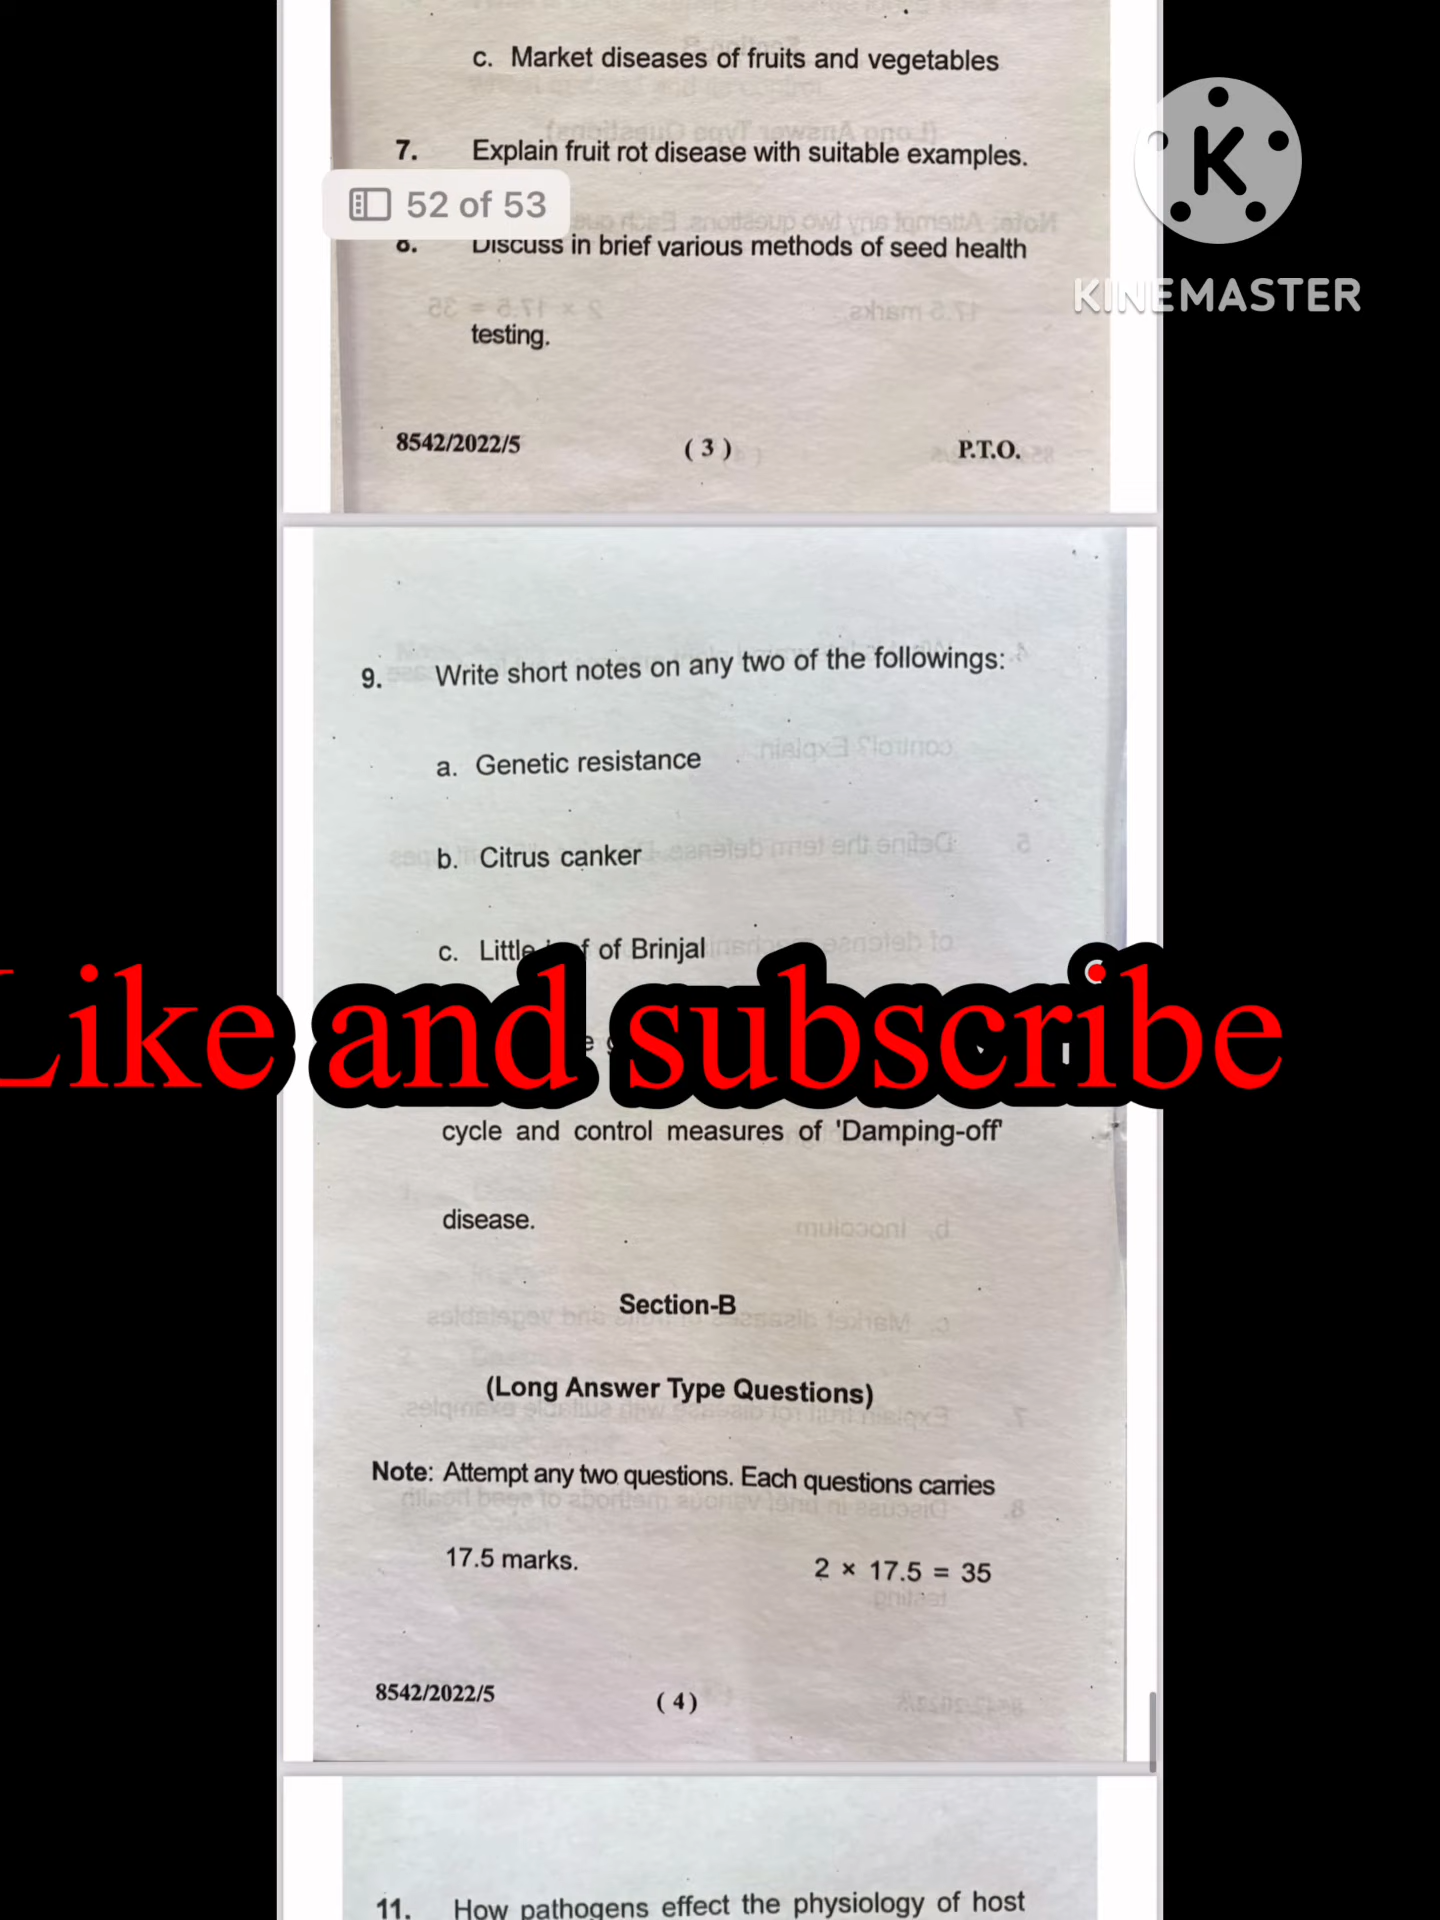 c. Market diseases of fruits and vegetables
7. Explain fruit rot disease with suitable examples.
52 of 53
8. Discuss in brief various methods of seed health
testing.
K
KINEMASTER
8542/2022/5 ( 3 ) P.T.O.
9. Write short notes on any two of the followings:
a. Genetic resistance
b. Citrus canker
c. Little of Brinjal
Like and subscribe
cycle and control measures of 'Damping-off'
disease.
Section-B
(Long Answer Type Questions)
Note: Attempt any two questions. Each questions carries
17.5 marks. 2 × 17.5 = 35
8542/2022/5 ( 4 )
11. How pathogens effect the physiology of host